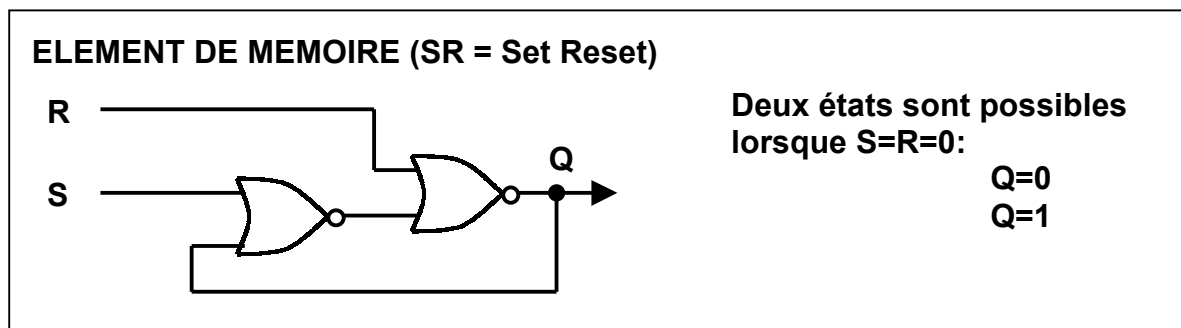 ELEMENT DE MEMOIRE (SR = Set Reset)
R
S
Q
Deux états sont possibles
lorsque S=R=0:
Q=0
Q=1